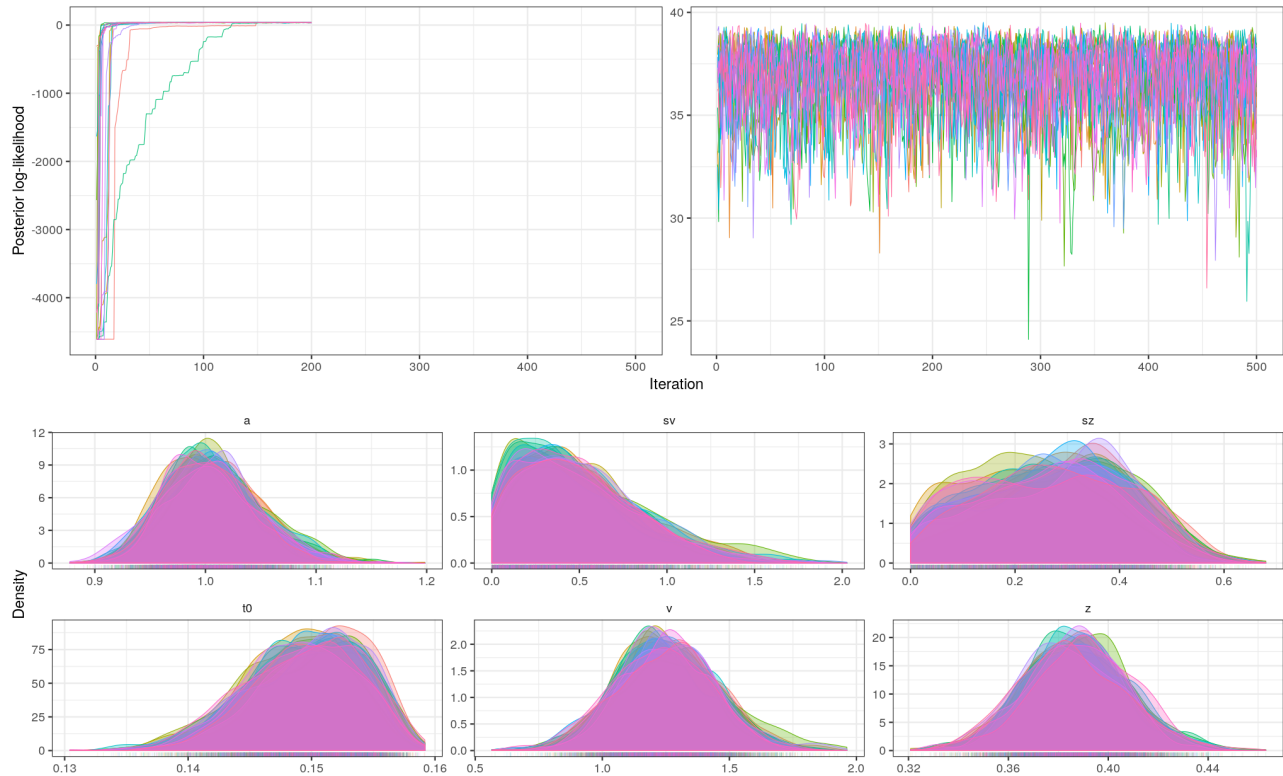 Posterior log-likelihood
0
-1000
-2000
-3000
-4000
0 100 200 300 400 500
40
35
30
25
0 100 200 300 400 500
Iteration
Density
a
12
9
6
3
0
0.9 1.0 1.1 1.2
sv
1.0
0.5
0.0
0.0 0.5 1.0 1.5 2.0
sz
3
2
1
0
0.0 0.2 0.4 0.6
t0
75
50
25
0
0.13 0.14 0.15 0.16
v
2.0
1.5
1.0
0.5
0.0
0.5 1.0 1.5 2.0
z
20
15
10
5
0
0.32 0.36 0.40 0.44